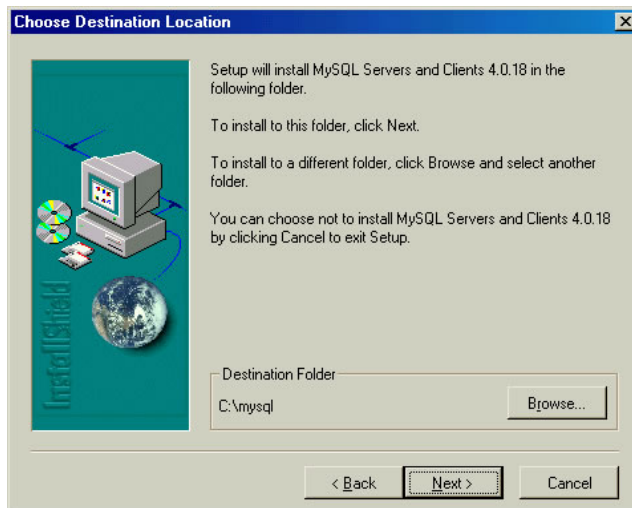 Choose Destination Location
Setup will install MySQL Servers and Clients 4.0.18 in the
following folder.
To install to this folder, click Next.
To install to a different folder, click Browse and select another
folder.
You can choose not to install MySQL Servers and Clients 4.0.18
by clicking Cancel to exit Setup.
InstallShield
Destination Folder
C:\mysql
Browse...
< Back
Next >
Cancel